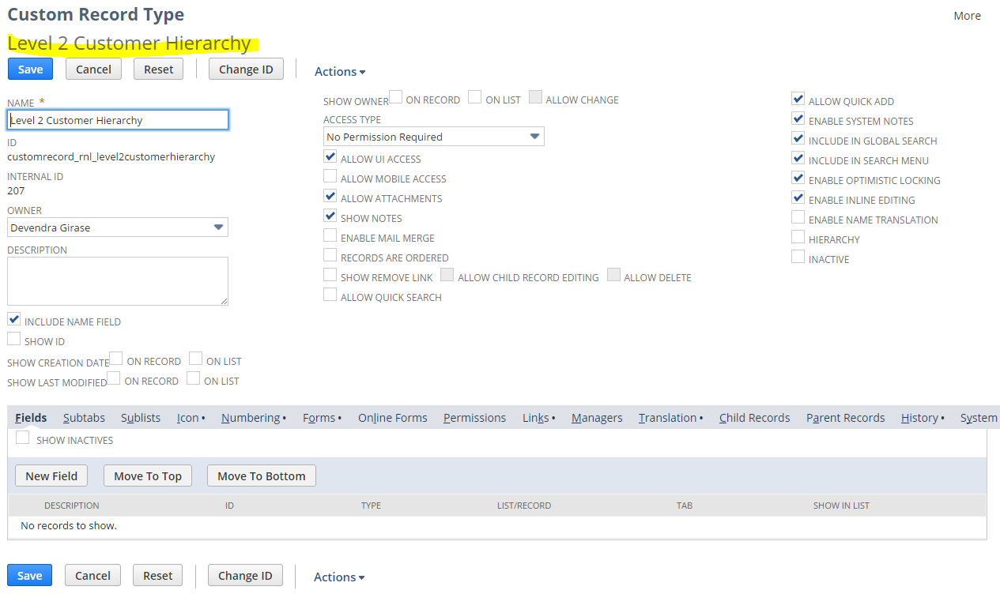 Custom Record Type
More
Level 2 Customer Hierarchy
Save Cancel Reset Change ID Actions
NAME *
Level 2 Customer Hierarchy
ID
customrecord_rnl_level2customerhierarchy
INTERNAL ID
207
OWNER
Devendra Girase
DESCRIPTION
INCLUDE NAME FIELD
SHOW ID
SHOW CREATION DATE ON RECORD ON LIST
SHOW LAST MODIFIED ON RECORD ON LIST
SHOW OWNER ON RECORD ON LIST ALLOW CHANGE
ACCESS TYPE
No Permission Required
ALLOW UI ACCESS
ALLOW MOBILE ACCESS
ALLOW ATTACHMENTS
SHOW NOTES
ENABLE MAIL MERGE
RECORDS ARE ORDERED
SHOW REMOVE LINK ALLOW CHILD RECORD EDITING ALLOW DELETE
ALLOW QUICK SEARCH
ALLOW QUICK ADD
ENABLE SYSTEM NOTES
INCLUDE IN GLOBAL SEARCH
INCLUDE IN SEARCH MENU
ENABLE OPTIMISTIC LOCKING
ENABLE INLINE EDITING
ENABLE NAME TRANSLATION
HIERARCHY
INACTIVE
Fields Subtabs Sublists Icon • Numbering • Forms • Online Forms Permissions Links • Managers Translation • Child Records Parent Records History • System
SHOW INACTIVES
New Field Move To Top Move To Bottom
DESCRIPTION ID TYPE LIST/RECORD TAB SHOW IN LIST
No records to show.
Save Cancel Reset Change ID Actions